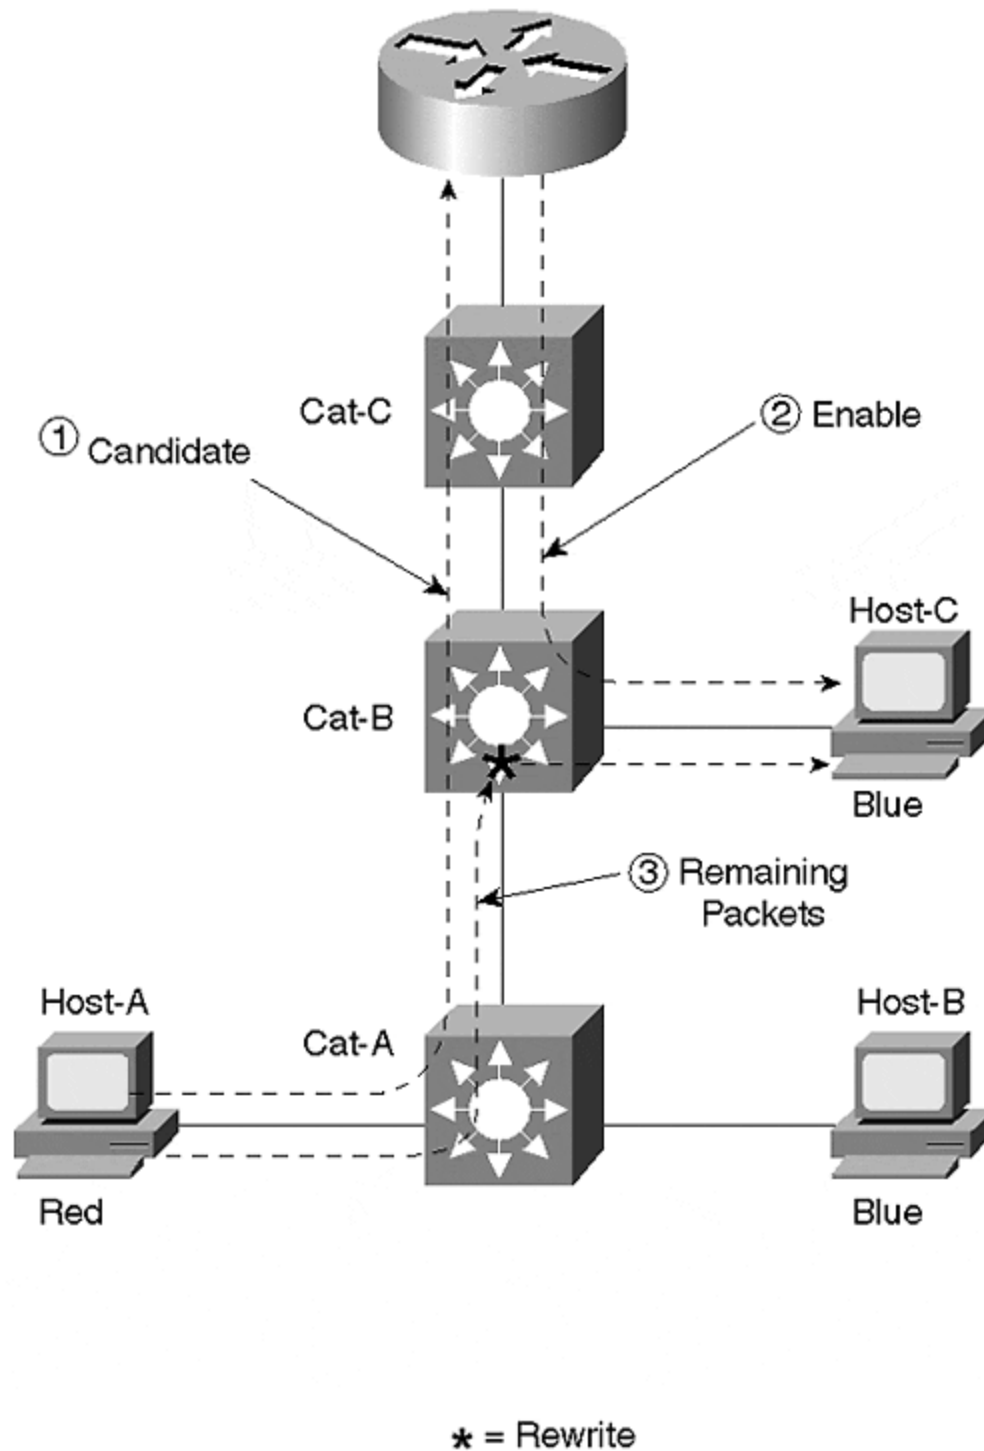 Cat-C
① Candidate
② Enable
Host-C
Cat-B
Blue
③ Remaining
Packets
Host-A
Cat-A
Host-B
Red
Blue
* = Rewrite